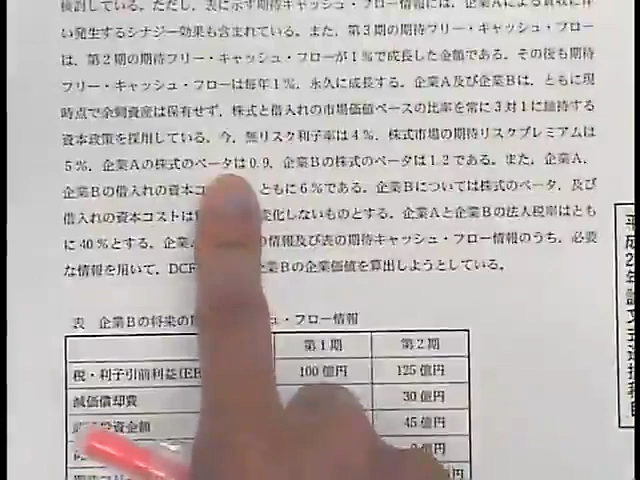 検討している。ただし、表に示す期待キャッシュ・フロー情報には、企業Aによる買収に伴
い発生するシナジー効果も含まれている。また、第3期の期待フリー・キャッシュ・フロー
は、第2期の期待フリー・キャッシュ・フローが1%で成長した金額である。その後も期待
フリー・キャッシュ・フローは毎年1%、永久に成長する。企業A及び企業Bは、ともに現
時点で余剰資産は保有せず、株式と借入れの市場価値ベースの比率を常に3対1に維持する
資本政策を採用している。今、無リスク利子率は4%、株式市場の期待リスクプレミアムは
5%、企業Aの株式のベータは0.9、企業Bの株式のベータは1.2である。また、企業A、
企業Bの借入れの資本コ ともに6%である。企業Bについては株式のベータ、及び
借入れの資本コストは 変化しないものとする。企業Aと企業Bの法人税率はとも
に40%とする。企業 の情報及び表の期待キャッシュ・フロー情報のうち、必要
な情報を用いて、DCF 企業Bの企業価値を算出しようとしている。
表 企業Bの将来の ュ・フロー情報
第1期 第2期
税・利子引前利益(EB 100億円 125億円
減価償却費 30億円
投資金額 45億円
億円
億円